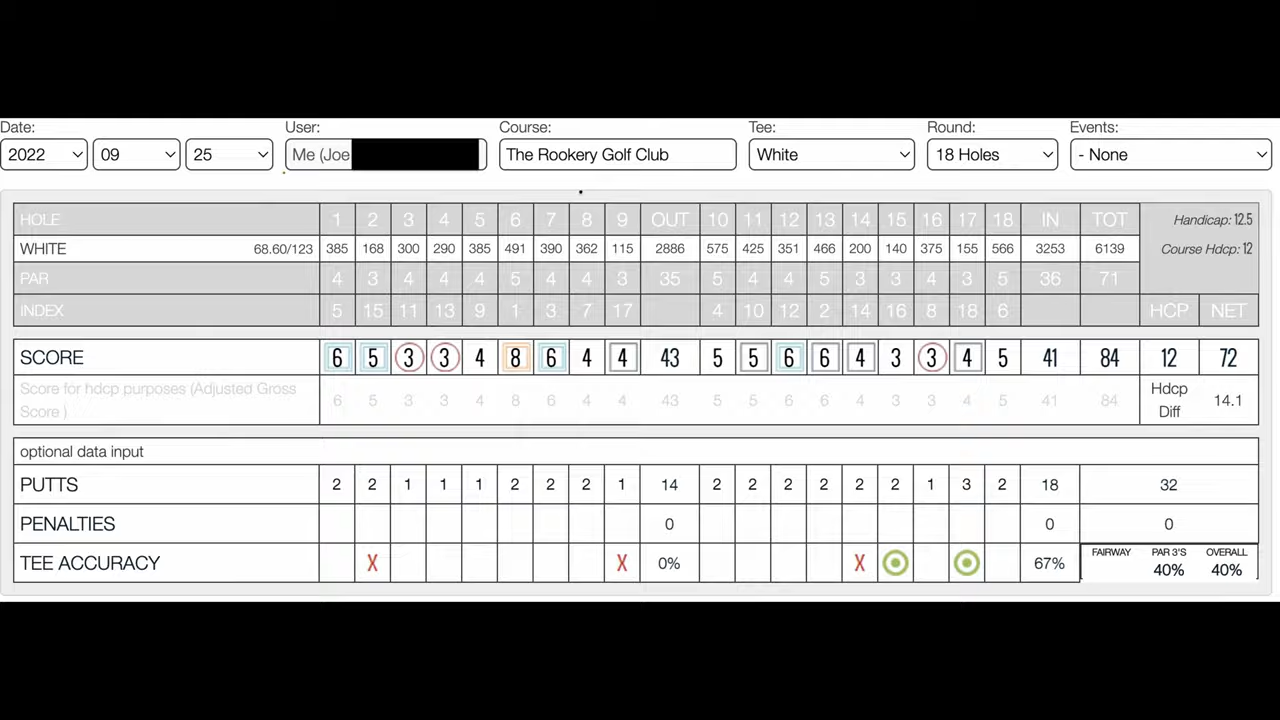 Date: User: Course: Tee: Round: Events:
2022 09 25 Me (Joe The Rookery Golf Club White 18 Holes - None
HOLE 1 2 3 4 5 6 7 8 9 OUT 10 11 12 13 14 15 16 17 18 IN TOT Handicap: 12.5
WHITE 68.60/123 385 168 300 290 385 491 390 362 115 2886 575 425 351 466 200 140 375 155 566 3253 6139 Course Hdcp: 12
PAR 4 3 4 4 4 5 4 4 3 35 5 4 4 5 3 3 4 3 5 36 71
INDEX 5 15 11 13 9 1 3 7 17 4 10 12 2 14 16 8 18 6 HCP NET
SCORE 6 5 3 3 4 8 6 4 4 43 5 5 6 6 4 3 3 4 5 41 84 12 72
Score for hdcp purposes (Adjusted Gross
Score ) 6 5 3 3 4 8 6 4 4 43 5 5 6 6 4 3 3 4 5 41 84 Hdcp Diff 14.1
optional data input
PUTTS 2 2 1 1 1 2 2 2 1 14 2 2 2 2 2 2 1 3 2 18 32
PENALTIES 0 0 0
TEE ACCURACY X X 0% X 67% FAIRWAY PAR 3'S OVERALL
40% 40%